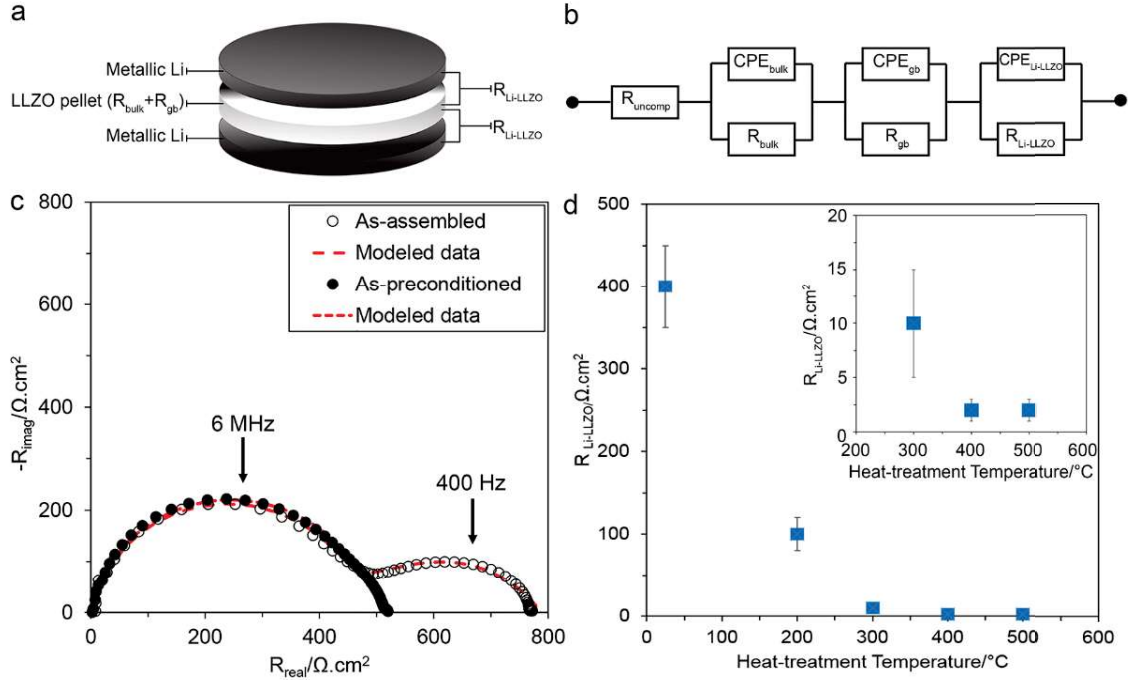 a
Metallic Li
LLZO pellet (Rbulk+Rgb)
Metallic Li
RLi-LLZO
RLi-LLZO
b
Runcomp
CPEbulk
Rbulk
CPEgb
Rgb
CPELi-LLZO
RLi-LLZO
c
800
600
400
200
0
-Rimag/Ω.cm2
As-assembled
Modeled data
As-preconditioned
Modeled data
6 MHz
400 Hz
0 200 400 600 800
Rreal/Ω.cm2
d
500
400
300
200
100
0
RLi-LLZO/Ω.cm2
0 100 200 300 400 500 600
Heat-treatment Temperature/°C
20
15
10
5
0
RLi-LLZO/Ω.cm2
200 300 400 500 600
Heat-treatment Temperature/°C